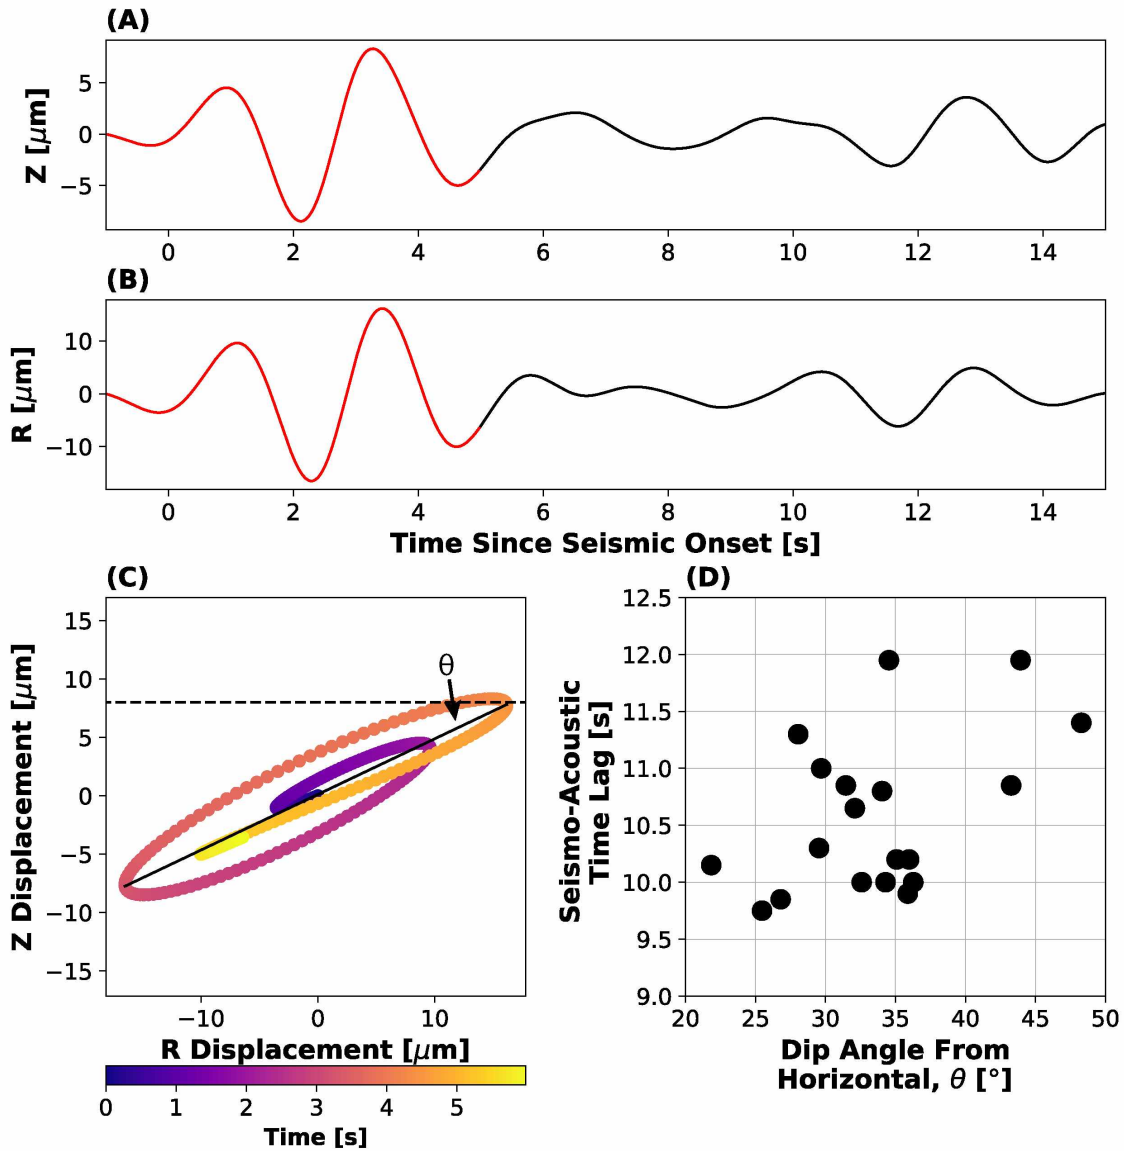 (A)
Z [μm]
5
0
−5
0 2 4 6 8 10 12 14
(B)
R [μm]
10
0
−10
0 2 4 6 8 10 12 14
Time Since Seismic Onset [s]
(C)
Z Displacement [μm]
15
10
5
0
−5
−10
−15
θ
−10 0 10
R Displacement [μm]
0 1 2 3 4 5
Time [s]
(D)
Seismo-Acoustic
Time Lag [s]
12.5
12.0
11.5
11.0
10.5
10.0
9.5
9.0
20 25 30 35 40 45 50
Dip Angle From
Horizontal, θ [°]